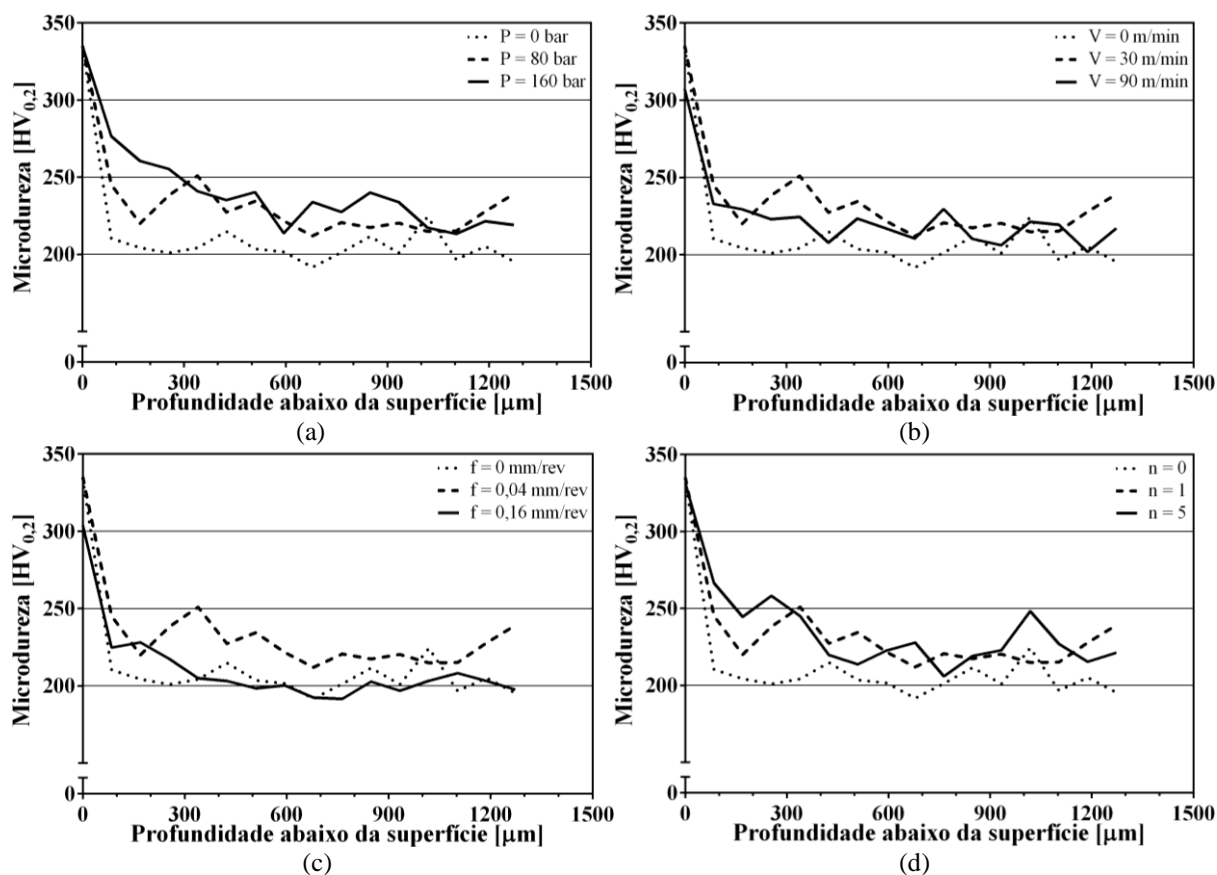 350
300
250
200
0
Microdureza [HV0,2]
P = 0 bar
P = 80 bar
P = 160 bar
0 300 600 900 1200 1500
Profundidade abaixo da superfície [μm]
(a)
350
300
250
200
0
Microdureza [HV0,2]
V = 0 m/min
V = 30 m/min
V = 90 m/min
0 300 600 900 1200 1500
Profundidade abaixo da superfície [μm]
(b)
350
300
250
200
0
Microdureza [HV0,2]
f = 0 mm/rev
f = 0,04 mm/rev
f = 0,16 mm/rev
0 300 600 900 1200 1500
Profundidade abaixo da superfície [μm]
(c)
350
300
250
200
0
Microdureza [HV0,2]
n = 0
n = 1
n = 5
0 300 600 900 1200 1500
Profundidade abaixo da superfície [μm]
(d)